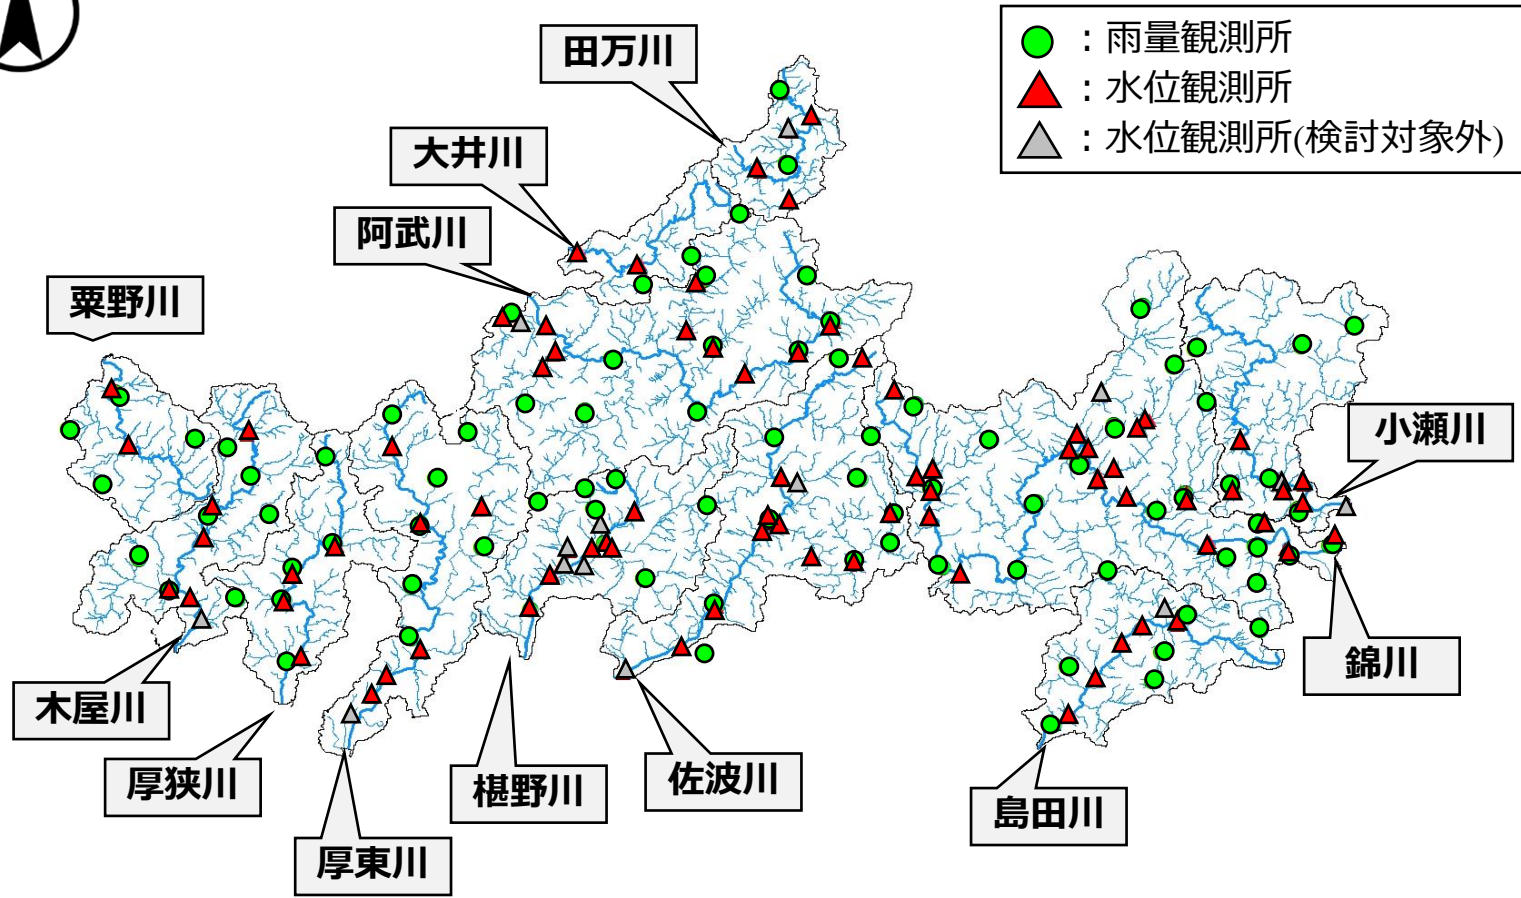 ：雨量観測所
：水位観測所
：水位観測所(検討対象外)
田万川
大井川
阿武川
粟野川
小瀬川
錦川
木屋川
厚狭川
椹野川
佐波川
島田川
厚東川